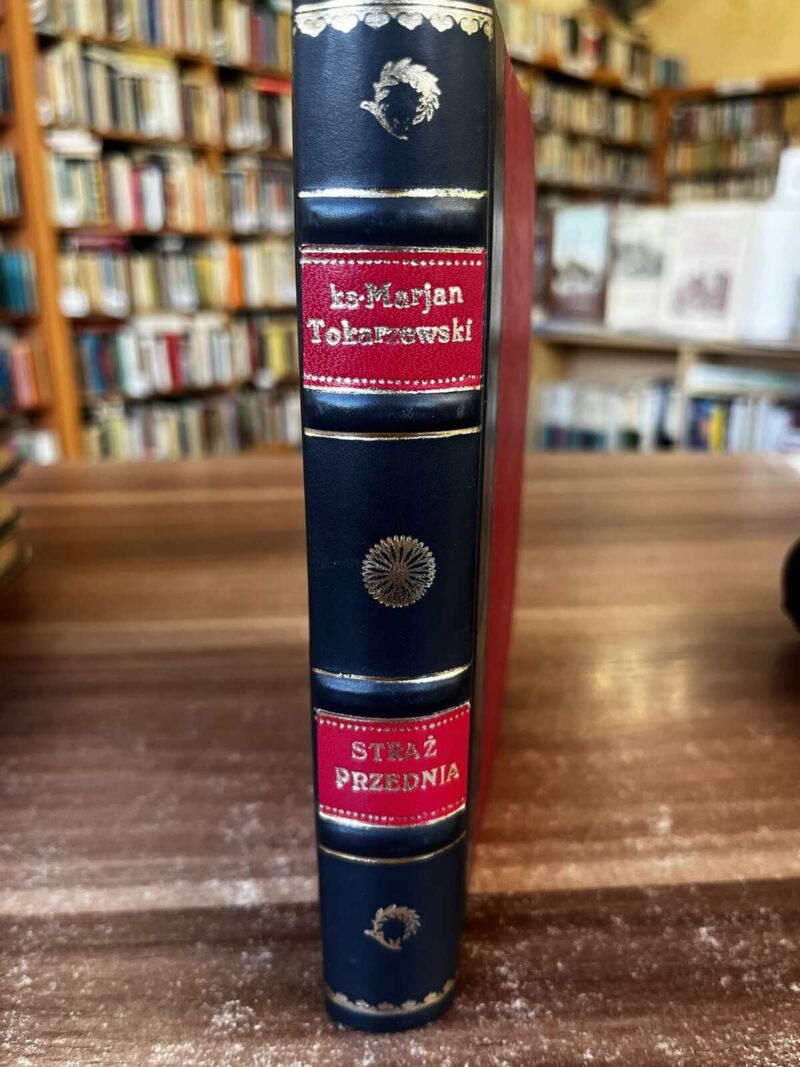 ks. Marjan
Tokarzewski
STRAŻ
PRZEDNIA